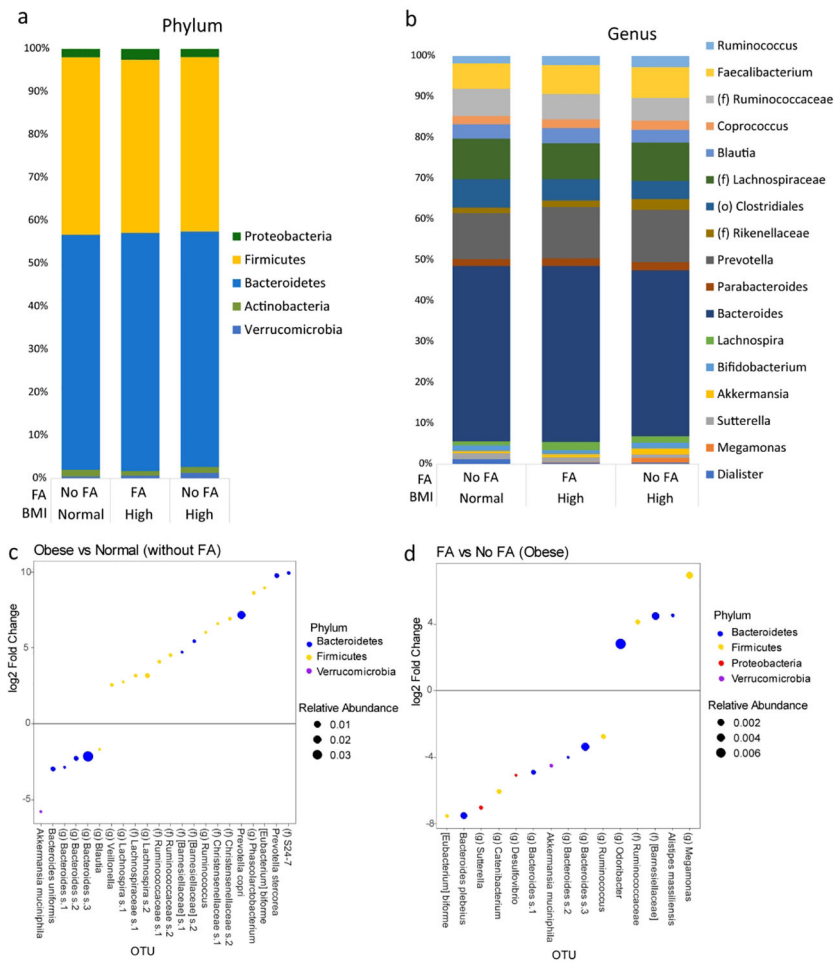 a
Phylum
100%
90%
80%
70%
60%
50%
40%
30%
20%
10%
0%
Proteobacteria
Firmicutes
Bacteroidetes
Actinobacteria
Verrucomicrobia
FA No FA FA No FA
BMI Normal High High
b
Genus
100%
90%
80%
70%
60%
50%
40%
30%
20%
10%
0%
Ruminococcus
Faecalibacterium
(f) Ruminococcaceae
Coprococcus
Blautia
(f) Lachnospiraceae
(o) Clostridiales
(f) Rikenellaceae
Prevotella
Parabacteroides
Bacteroides
Lachnospira
Bifidobacterium
Akkermansia
Sutterella
Megamonas
Dialister
FA No FA FA No FA
BMI Normal High High
c
Obese vs Normal (without FA)
log2 Fold Change
10
5
0
-5
Phylum
Bacteroidetes
Firmicutes
Verrucomicrobia
Relative Abundance
0.01
0.02
0.03
Akkermansia muciniphila
Bacteroides uniformis
(g) Bacteroides s.1
(g) Bacteroides s.2
(g) Bacteroides s.3
(g) Blautia
(g) Veillonella
(g) Lachnospira s.1
(f) Lachnospiraceae s.1
(g) Lachnospira s.2
(f) Ruminococcaceae s.1
(f) Ruminococcaceae s.2
(f) [Barnesiellaceae] s.1
(f) [Barnesiellaceae] s.2
(g) Ruminococcus
(f) Christensenellaceae s.1
(f) Christensenellaceae s.2
Prevotella copri
(g) Phascolarctobacterium
[Eubacterium] biforme
Prevotella stercorea
(f) S24-7
OTU
d
FA vs No FA (Obese)
log2 Fold Change
4
0
-4
-8
Phylum
Bacteroidetes
Firmicutes
Proteobacteria
Verrucomicrobia
Relative Abundance
0.002
0.004
0.006
[Eubacterium] biforme
Bacteroides plebeius
(g) Sutterella
(g) Catenibacterium
(g) Desulfovibrio
(g) Bacteroides s.1
Akkermansia muciniphila
(g) Bacteroides s.2
(g) Bacteroides s.3
(g) Ruminococcus
(g) Odoribacter
(f) Ruminococcaceae
(f) [Barnesiellaceae]
Alistipes massiliensis
(g) Megamonas
OTU